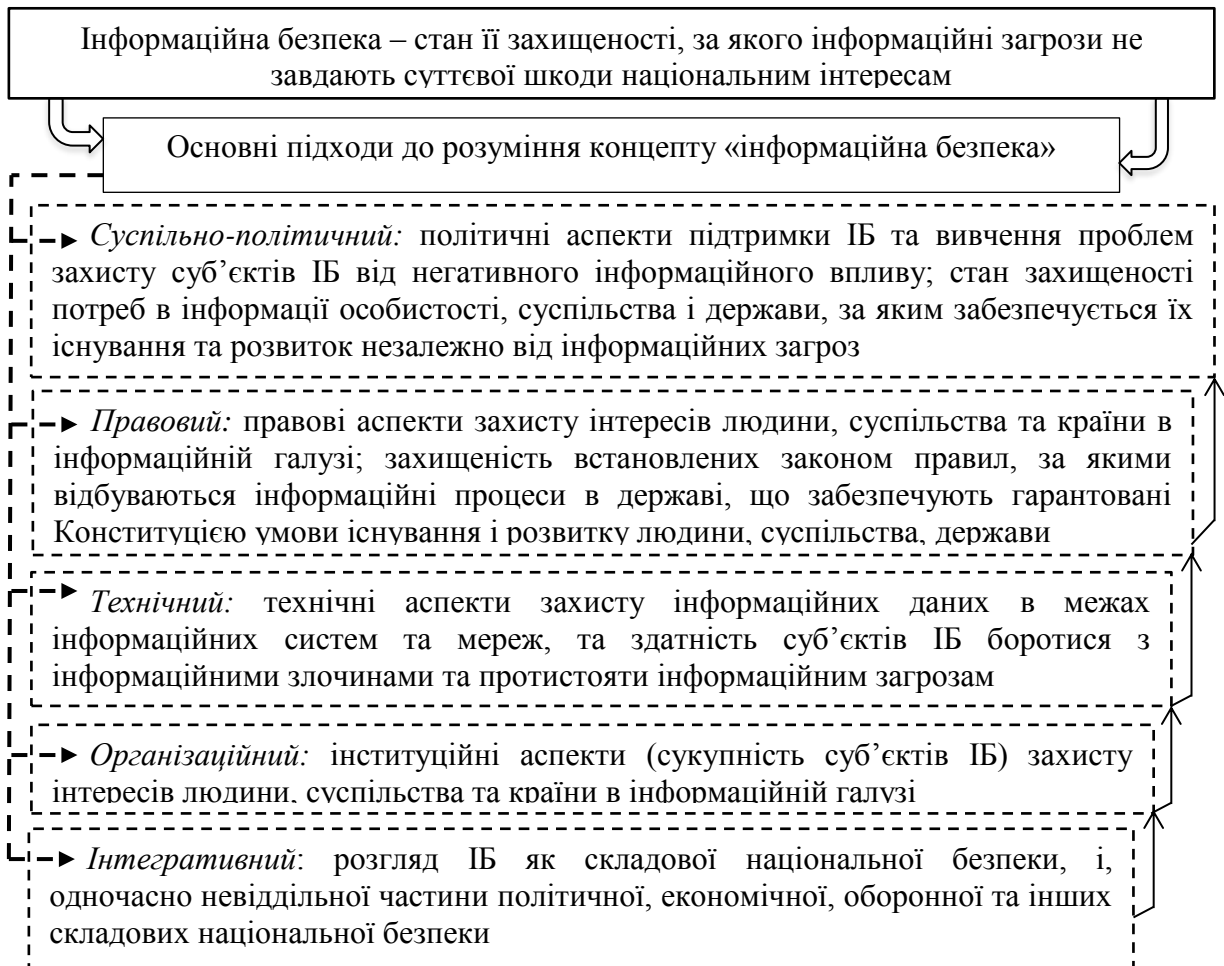 Інформаційна безпека – стан її захищеності, за якого інформаційні загрози не
завдають суттєвої шкоди національним інтересам
Основні підходи до розуміння концепту «інформаційна безпека»
Суспільно-політичний: політичні аспекти підтримки ІБ та вивчення проблем
захисту суб’єктів ІБ від негативного інформаційного впливу; стан захищеності
потреб в інформації особистості, суспільства і держави, за яким забезпечується їх
існування та розвиток незалежно від інформаційних загроз
Правовий: правові аспекти захисту інтересів людини, суспільства та країни в
інформаційній галузі; захищеність встановлених законом правил, за якими
відбуваються інформаційні процеси в державі, що забезпечують гарантовані
Конституцією умови існування і розвитку людини, суспільства, держави
Технічний: технічні аспекти захисту інформаційних даних в межах
інформаційних систем та мереж, та здатність суб’єктів ІБ боротися з
інформаційними злочинами та протистояти інформаційним загрозам
Організаційний: інституційні аспекти (сукупність суб’єктів ІБ) захисту
інтересів людини, суспільства та країни в інформаційній галузі
Інтегративний: розгляд ІБ як складової національної безпеки, і,
одночасно невіддільної частини політичної, економічної, оборонної та інших
складових національної безпеки